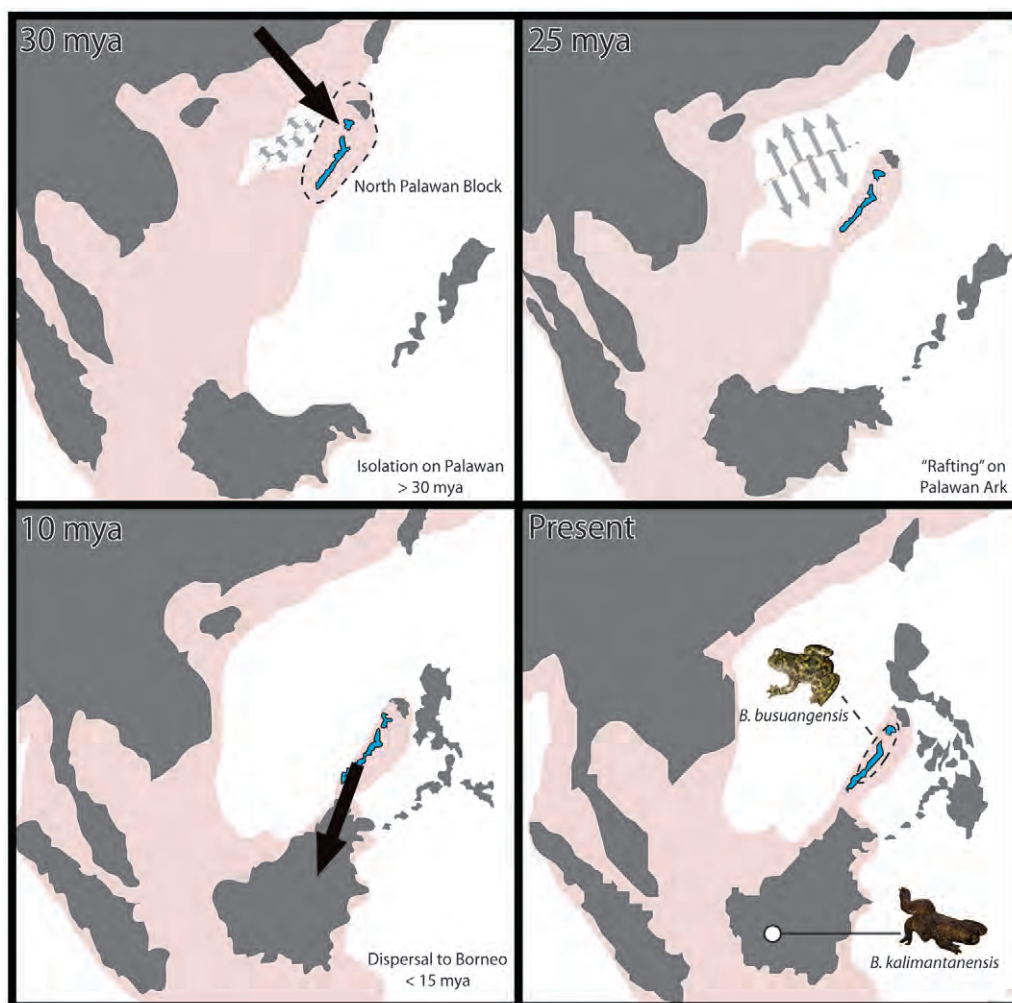 30 mya
North Palawan Block
Isolation on Palawan
> 30 mya
25 mya
"Rafting" on
Palawan Ark
10 mya
Dispersal to Borneo
< 15 mya
Present
B. busuangensis
B. kalimantanensis